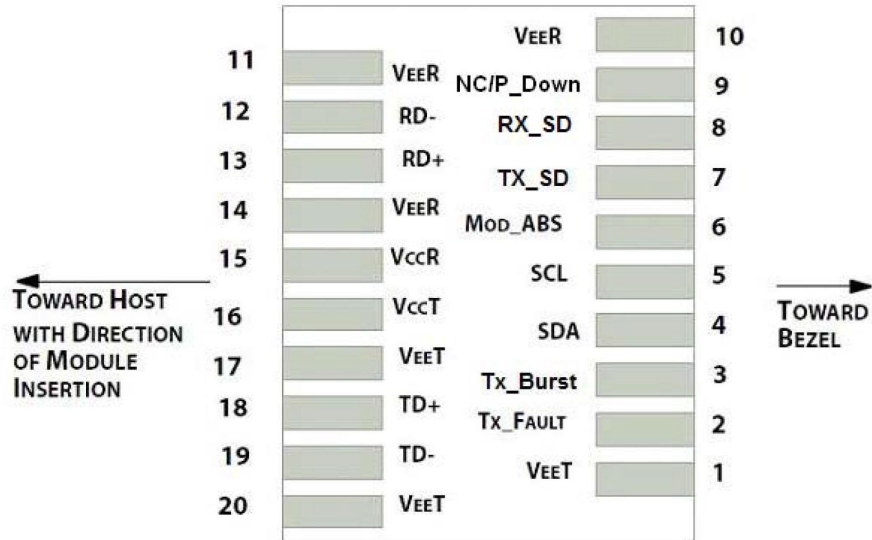 11 VEER
12 RD-
13 RD+
14 VEER
15 VCCR
16 VCCT
17 VEET
18 TD+
19 TD-
20 VEET
VEER 10
NC/P_Down 9
RX_SD 8
TX_SD 7
MOD_ABS 6
SCL 5
SDA 4
Tx_Burst 3
TX_FAULT 2
VEET 1
TOWARD HOST
WITH DIRECTION
OF MODULE
INSERTION
TOWARD
BEZEL